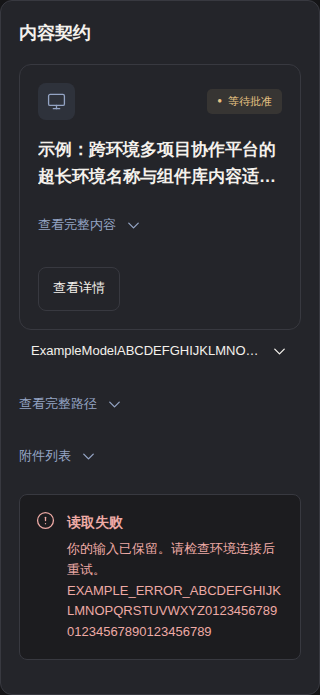 内容契约
• 等待批准
示例：跨环境多项目协作平台的
超长环境名称与组件库内容适…
查看完整内容
查看详情
ExampleModelABCDEFGHIJKLMNO…
查看完整路径
附件列表
读取失败
你的输入已保留。请检查环境连接后
重试。
EXAMPLE_ERROR_ABCDEFGHIJK
LMNOPQRSTUVWXYZ0123456789
01234567890123456789